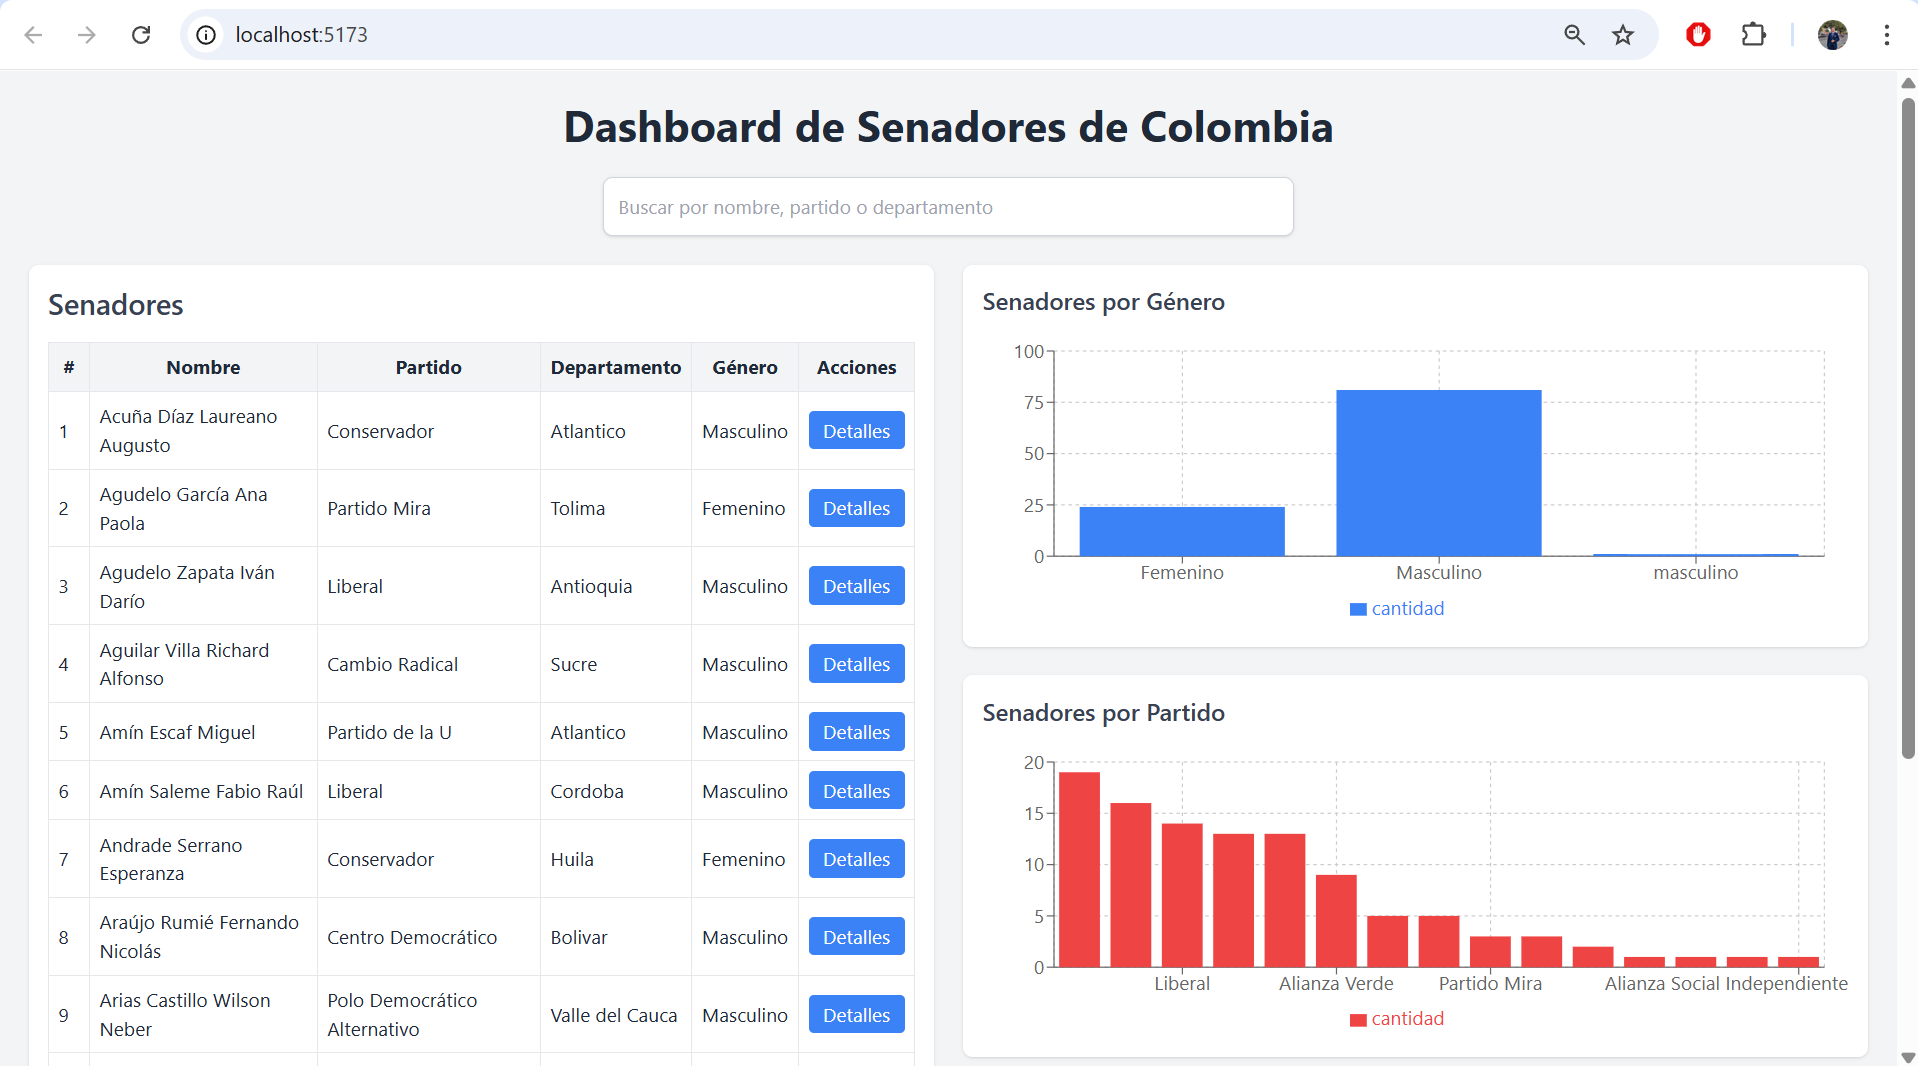 localhost:5173
Dashboard de Senadores de Colombia
Buscar por nombre, partido o departamento
Senadores
# Nombre Partido Departamento Género Acciones
1 Acuña Díaz Laureano Augusto Conservador Atlantico Masculino Detalles
2 Agudelo García Ana Paola Partido Mira Tolima Femenino Detalles
3 Agudelo Zapata Iván Darío Liberal Antioquia Masculino Detalles
4 Aguilar Villa Richard Alfonso Cambio Radical Sucre Masculino Detalles
5 Amín Escaf Miguel Partido de la U Atlantico Masculino Detalles
6 Amín Saleme Fabio Raúl Liberal Cordoba Masculino Detalles
7 Andrade Serrano Esperanza Conservador Huila Femenino Detalles
8 Araújo Rumié Fernando Nicolás Centro Democrático Bolivar Masculino Detalles
9 Arias Castillo Wilson Neber Polo Democrático Alternativo Valle del Cauca Masculino Detalles
Senadores por Género
100
75
50
25
0
Femenino Masculino masculino
cantidad
Senadores por Partido
20
15
10
5
0
Liberal Alianza Verde Partido Mira Alianza Social Independiente
cantidad